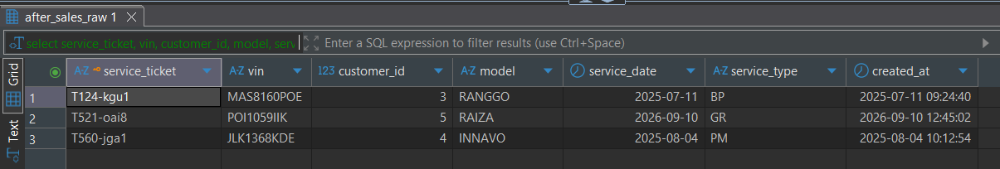 after_sales_raw 1
select service_ticket, vin, customer_id, model, serv
Enter a SQL expression to filter results (use Ctrl+Space)
Grid
Text
A-Z service_ticket A-Z vin 123 customer_id A-Z model service_date A-Z service_type created_at
1 T124-kgu1 MAS8160POE 3 RANGGO 2025-07-11 BP 2025-07-11 09:24:40
2 T521-oai8 POI1059IIK 5 RAIZA 2026-09-10 GR 2026-09-10 12:45:02
3 T560-jga1 JLK1368KDE 4 INNAVO 2025-08-04 PM 2025-08-04 10:12:54